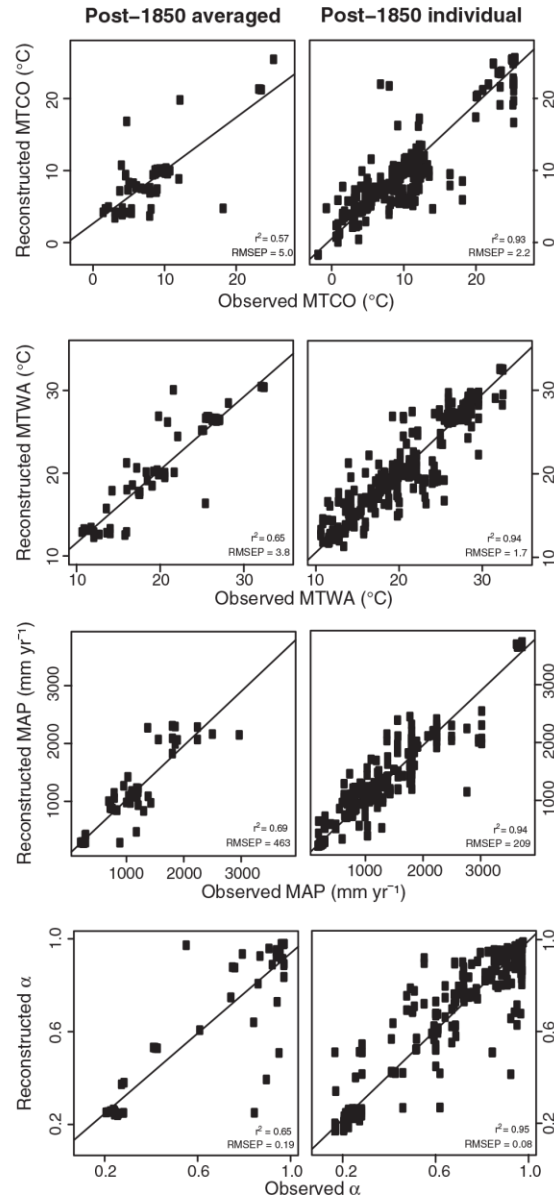 Post−1850 averaged
Post−1850 individual
Reconstructed MTCO (°C)
0 10 20
r² = 0.57
RMSEP = 5.0
r² = 0.93
RMSEP = 2.2
0 10 20
0 10 20
0 10 20
Observed MTCO (°C)
Reconstructed MTWA (°C)
10 20 30
r² = 0.65
RMSEP = 3.8
r² = 0.94
RMSEP = 1.7
10 20 30
10 20 30
10 20 30
Observed MTWA (°C)
Reconstructed MAP (mm yr⁻¹)
1000 2000 3000
r² = 0.69
RMSEP = 463
r² = 0.94
RMSEP = 209
1000 2000 3000
1000 2000 3000
1000 2000 3000
Observed MAP (mm yr⁻¹)
Reconstructed α
0.2 0.6 1.0
r² = 0.65
RMSEP = 0.19
r² = 0.95
RMSEP = 0.08
0.2 0.6 1.0
0.2 0.6 1.0
0.2 0.6 1.0
Observed α